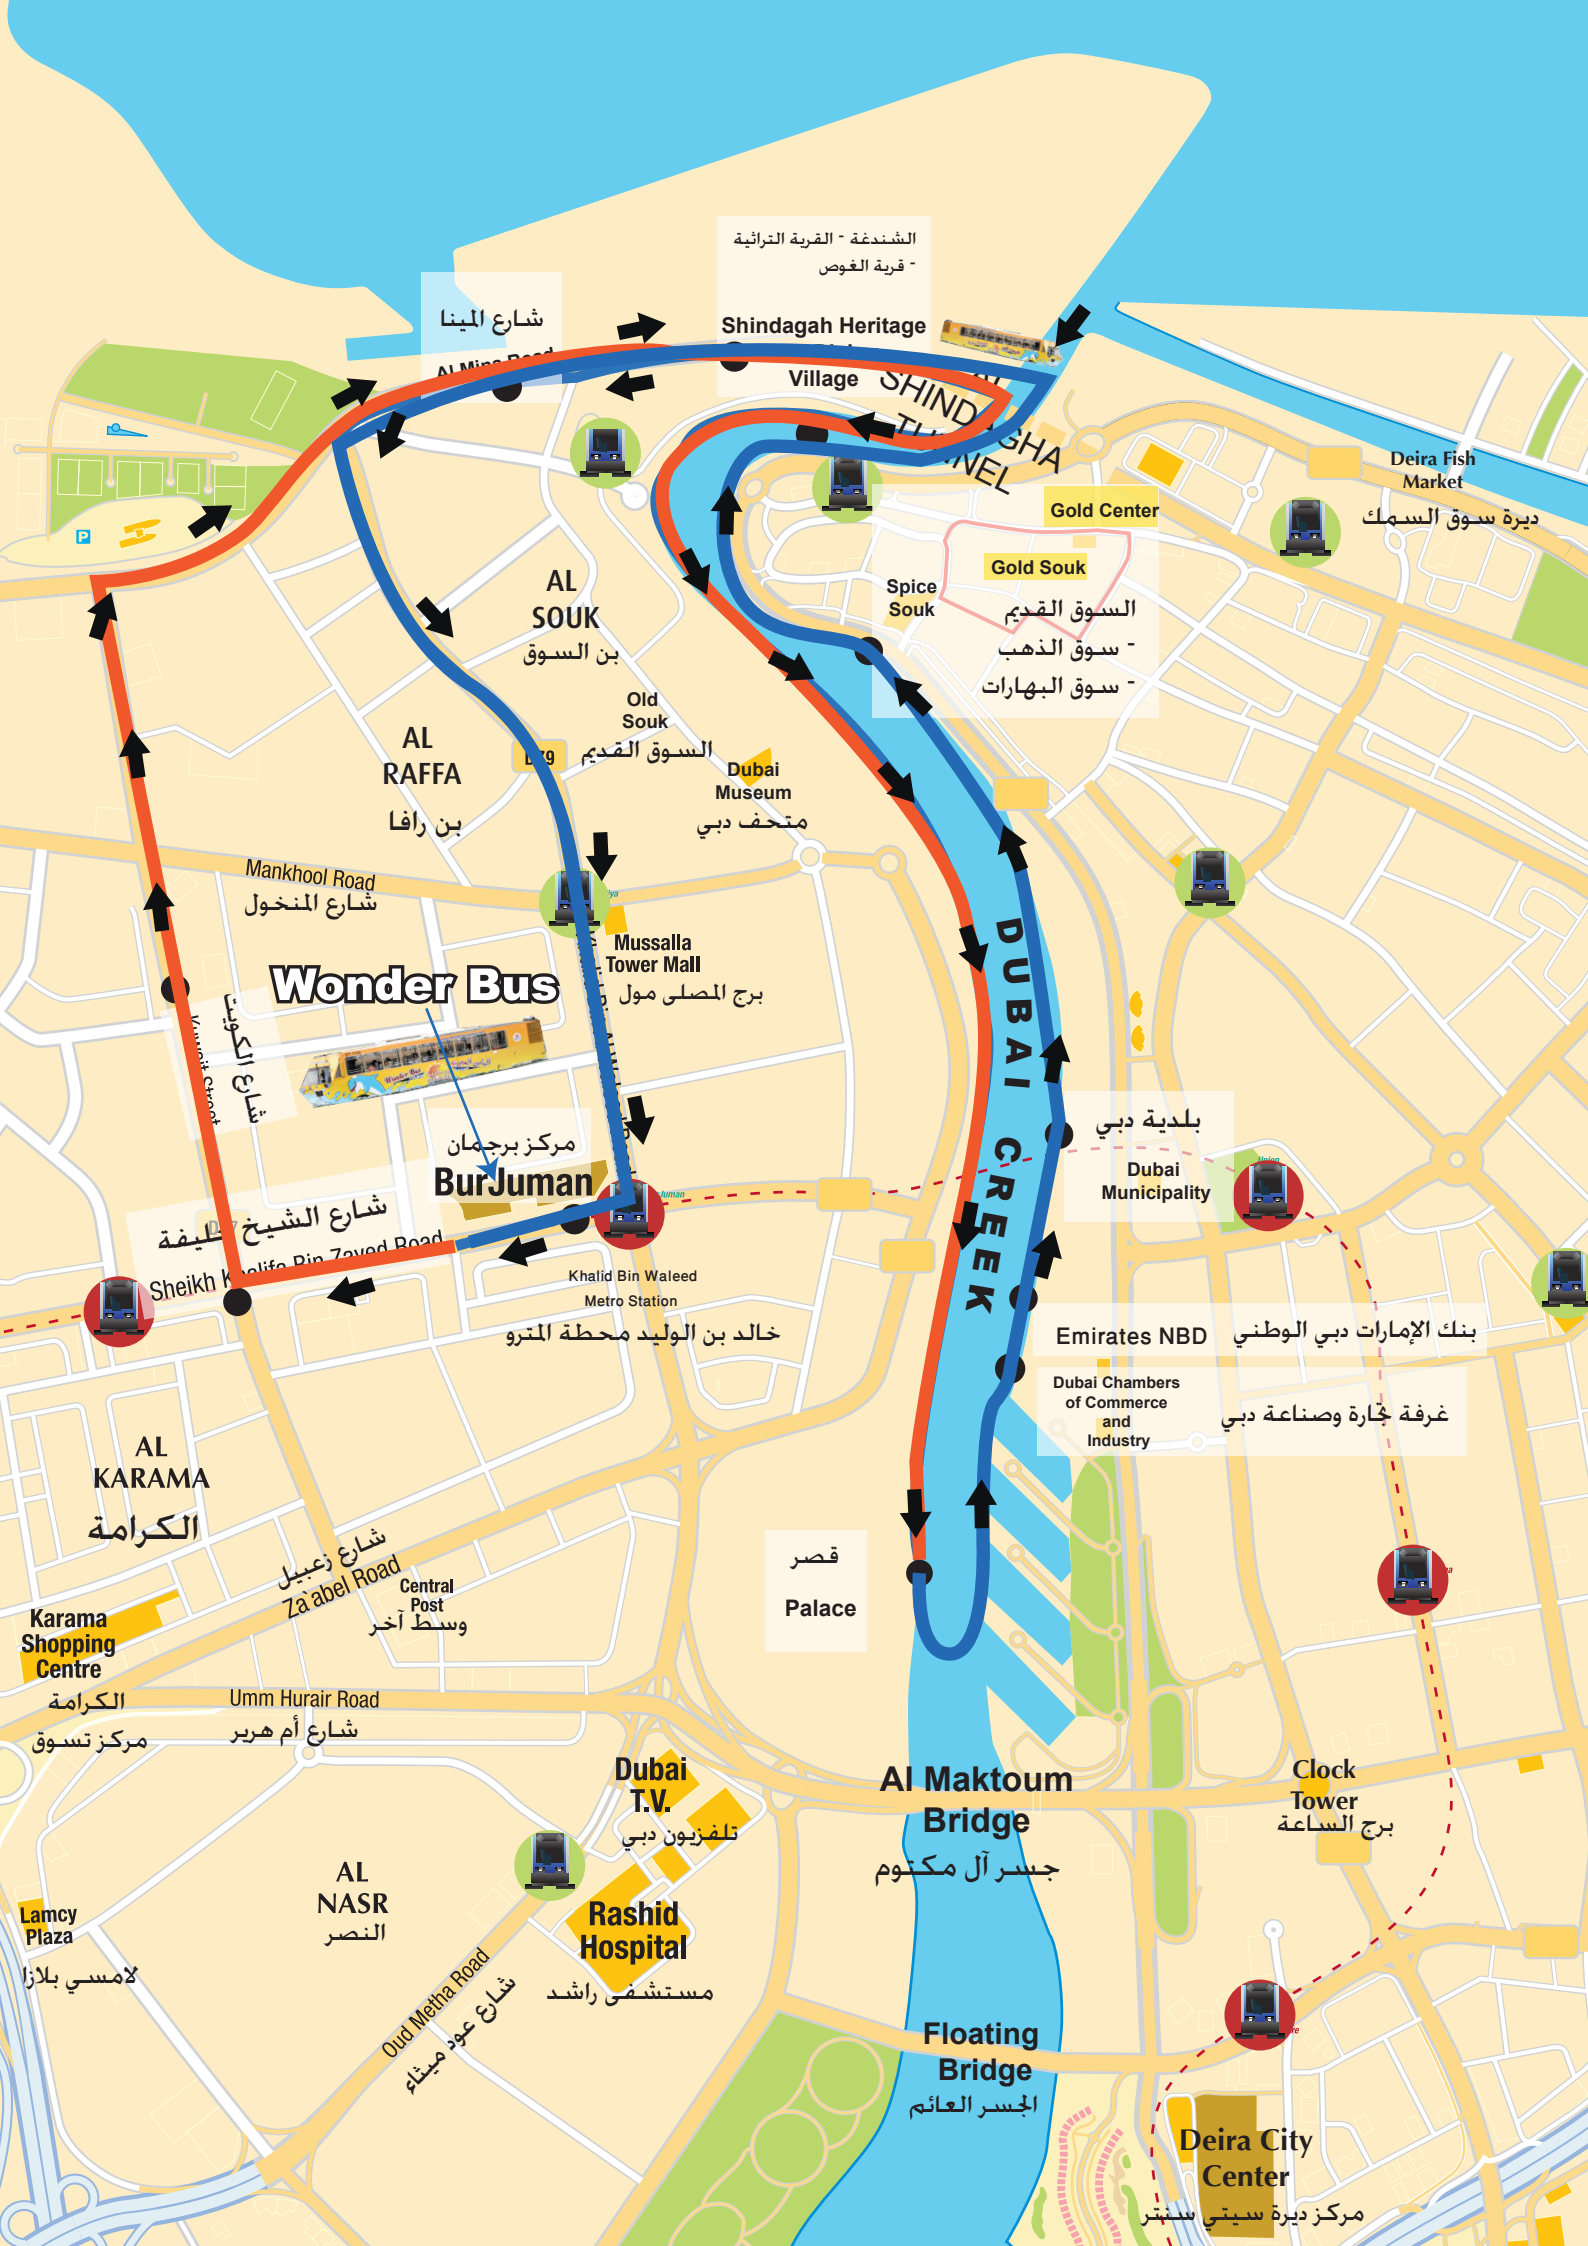 الشندغة - القرية التراثية
- قرية الغوص
Shindagah Heritage
Village
شارع المينا
Al Mina Road
SHINDAGHA
TUNNEL
Deira Fish
Market
ديرة سوق السمك
Gold Center
Gold Souk
Spice
Souk
السوق القديم
- سوق الذهب
- سوق البهارات
P
AL
SOUK
بن السوق
Old
Souk
السوق القديم
AL
RAFFA
بن رافا
D79
Dubai
Museum
متحف دبي
Mankhool Road
شارع المنخول
Mussalla
Tower Mall
برج المصلى مول
Wonder Bus
شارع الكويت
Kuwait Street
DUBAI CREEK
مركز برجمان
BurJuman
شارع الشيخ خليفة
Sheikh Khalifa Bin Zayed Road
Khalid Bin Waleed
Metro Station
خالد بن الوليد محطة المترو
بلدية دبي
Dubai
Municipality
Union
Emirates NBD
بنك الإمارات دبي الوطني
Dubai Chambers
of Commerce
and
Industry
غرفة تجارة وصناعة دبي
AL
KARAMA
الكرامة
شارع زعبيل
Za`abel Road
Central
Post
وسط آخر
قصر
Palace
Karama
Shopping
Centre
الكرامة
مركز تسوق
Umm Hurair Road
شارع أم هرير
Dubai
T.V.
تلفزيون دبي
Al Maktoum
Bridge
جسر آل مكتوم
Clock
Tower
برج الساعة
AL
NASR
النصر
Lamcy
Plaza
لامسي بلازا
Rashid
Hospital
مستشفى راشد
Oud Metha Road
شارع عود ميثاء
Floating
Bridge
الجسر العائم
Deira City
Center
مركز ديرة سيتي سنتر